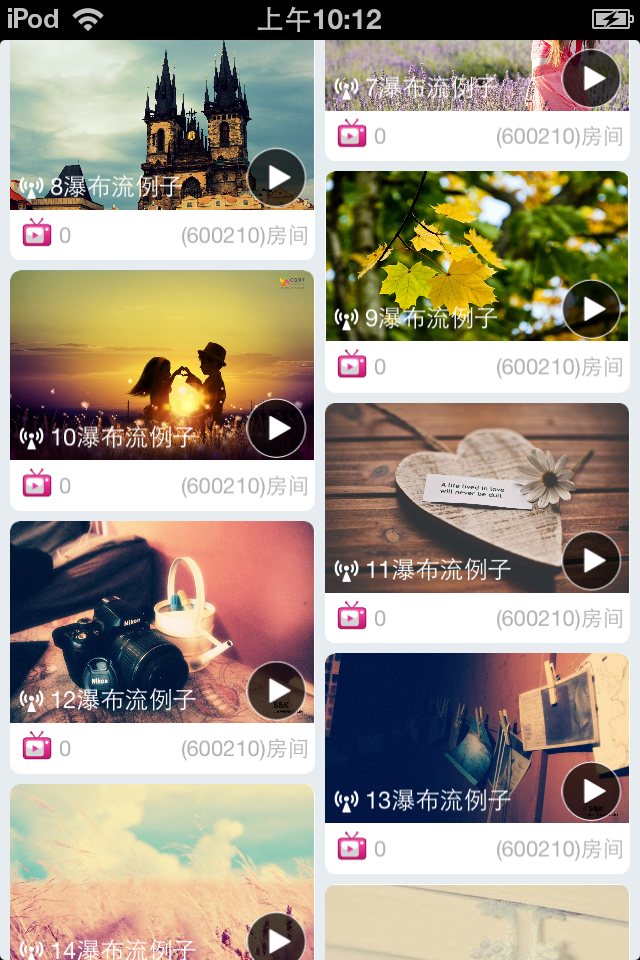 iPod
上午10:12
8瀑布流例子
0
(600210)房间
7瀑布流例子
0
(600210)房间
10瀑布流例子
0
(600210)房间
9瀑布流例子
0
(600210)房间
A life lived in love
will never be dull.
11瀑布流例子
0
(600210)房间
Nikon
Nikon
S&K
12瀑布流例子
0
(600210)房间
S&K
13瀑布流例子
0
(600210)房间
14瀑布流例子